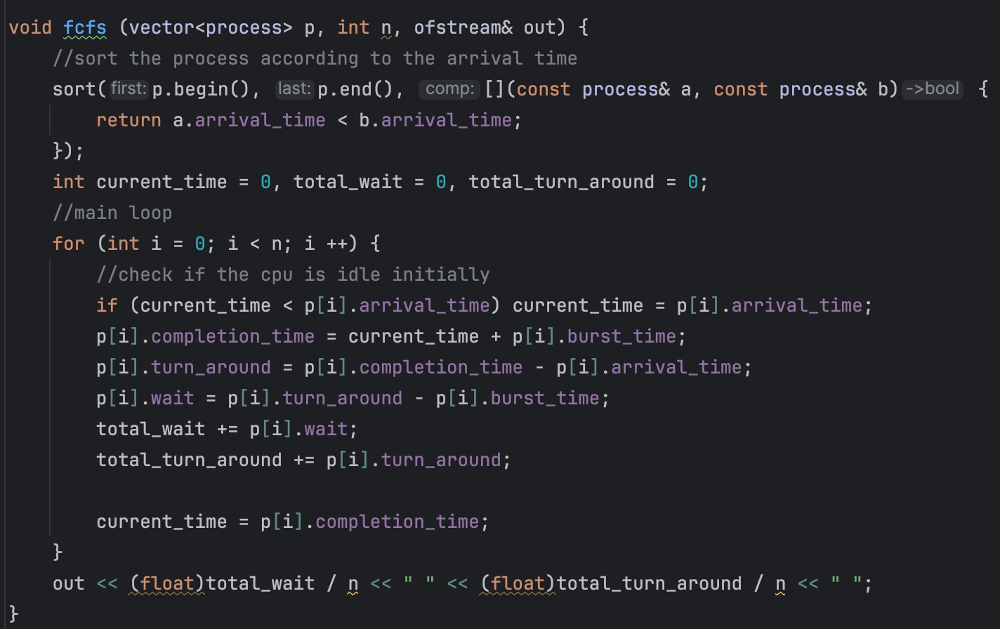 void fcfs (vector<process> p, int n, ofstream& out) {
    //sort the process according to the arrival time
    sort(first: p.begin(), last: p.end(), comp: [](const process& a, const process& b) ->bool {
        return a.arrival_time < b.arrival_time;
    });
    int current_time = 0, total_wait = 0, total_turn_around = 0;
    //main loop
    for (int i = 0; i < n; i ++) {
        //check if the cpu is idle initially
        if (current_time < p[i].arrival_time) current_time = p[i].arrival_time;
        p[i].completion_time = current_time + p[i].burst_time;
        p[i].turn_around = p[i].completion_time - p[i].arrival_time;
        p[i].wait = p[i].turn_around - p[i].burst_time;
        total_wait += p[i].wait;
        total_turn_around += p[i].turn_around;

        current_time = p[i].completion_time;
    }
    out << (float)total_wait / n << " " << (float)total_turn_around / n << " ";
}